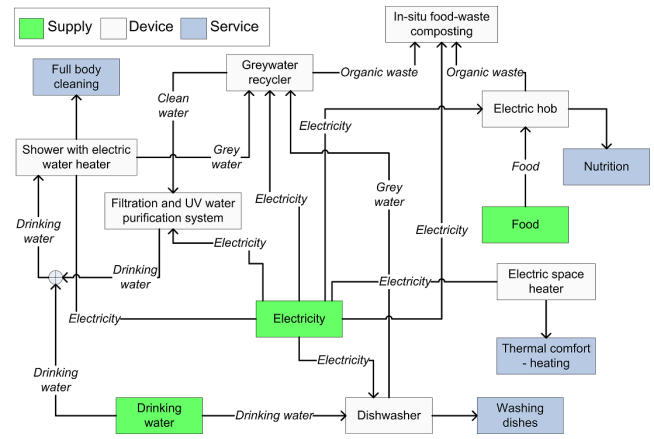 Supply
Device
Service
In-situ food-waste
composting
Full body
cleaning
Greywater
recycler
Organic waste
Organic waste
Clean
water
Electric hob
Electricity
Shower with electric
water heater
Grey
water
Nutrition
Food
Filtration and UV water
purification system
Electricity
Grey
water
Drinking
water
Food
Electricity
Electricity
Drinking
water
Electricity
Electric space
heater
Electricity
Electricity
Thermal comfort
- heating
Electricity
Drinking
water
Drinking
water
Drinking water
Dishwasher
Washing
dishes